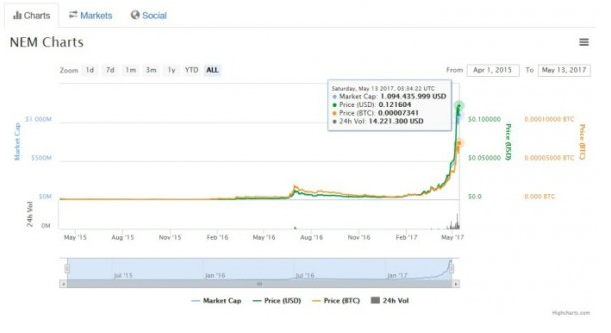 Charts Markets Social
NEM Charts
Zoom 1d 7d 1m 3m 1y YTD ALL
From Apr 1, 2015 To May 13, 2017
Saturday, May 13 2017, 05:34:22 UTC
Market Cap: 1.094.435.999 USD
Price (USD): 0.121604
Price (BTC): 0.00007341
24h Vol: 14.221.300 USD
Market Cap
$1 000M
$500M
$0M
24h Vol
0M
$0.100000
$0.050000
$0.0
Price (USD)
0.00010000 BTC
0.00005000 BTC
0.000 BTC
Price (BTC)
May '15 Aug '15 Nov '15 Feb '16 May '16 Aug '16 Nov '16 Feb '17 May '17
Jul '15 Jan '16 Jul '16 Jan '17
Market Cap Price (USD) Price (BTC) 24h Vol
Highcharts.com